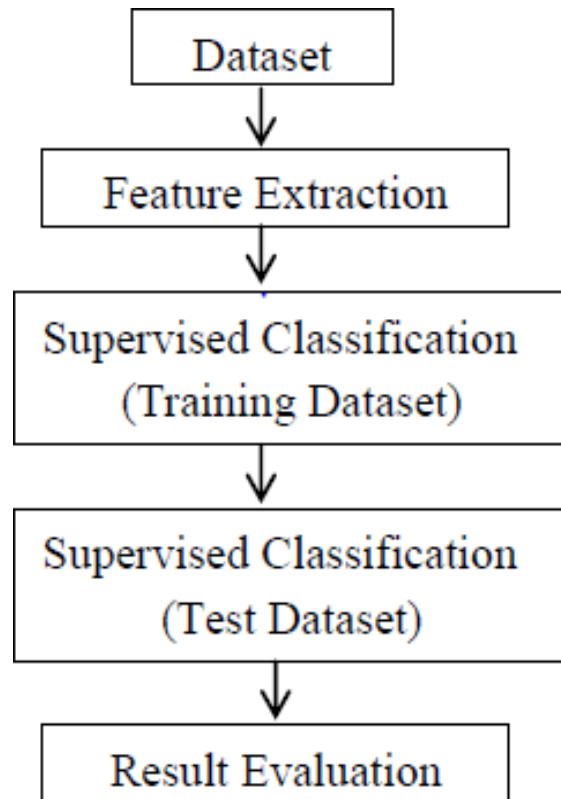 Dataset
Feature Extraction
Supervised Classification
(Training Dataset)
Supervised Classification
(Test Dataset)
Result Evaluation